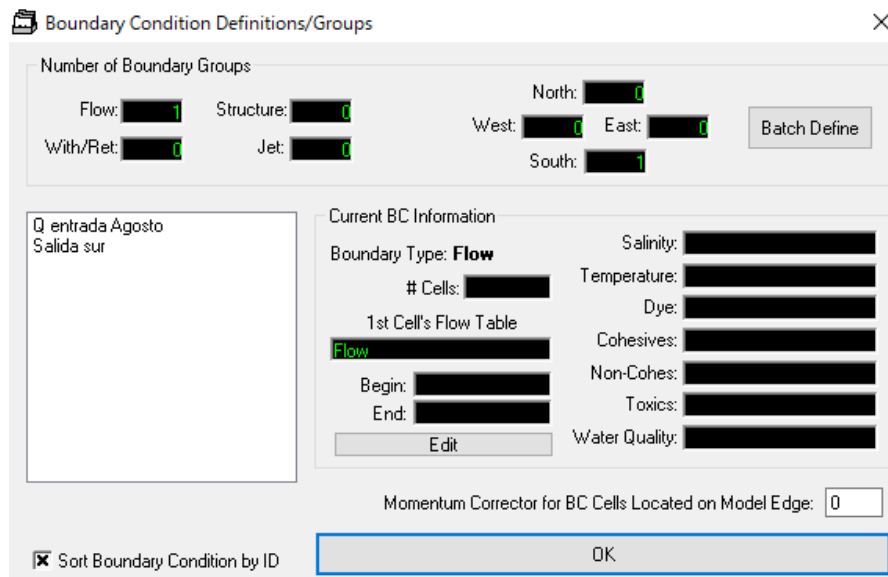 Boundary Condition Definitions/Groups
Number of Boundary Groups
Flow: 1 Structure: 0
With/Ret: 0 Jet: 0
North: 0
West: 0 East: 0
South: 1
Batch Define
Q entrada Agosto
Salida sur
Current BC Information
Boundary Type: Flow
# Cells:
1st Cell's Flow Table
Flow
Begin:
End:
Edit
Salinity:
Temperature:
Dye:
Cohesives:
Non-Cohes:
Toxics:
Water Quality:
Momentum Corrector for BC Cells Located on Model Edge: 0
Sort Boundary Condition by ID
OK